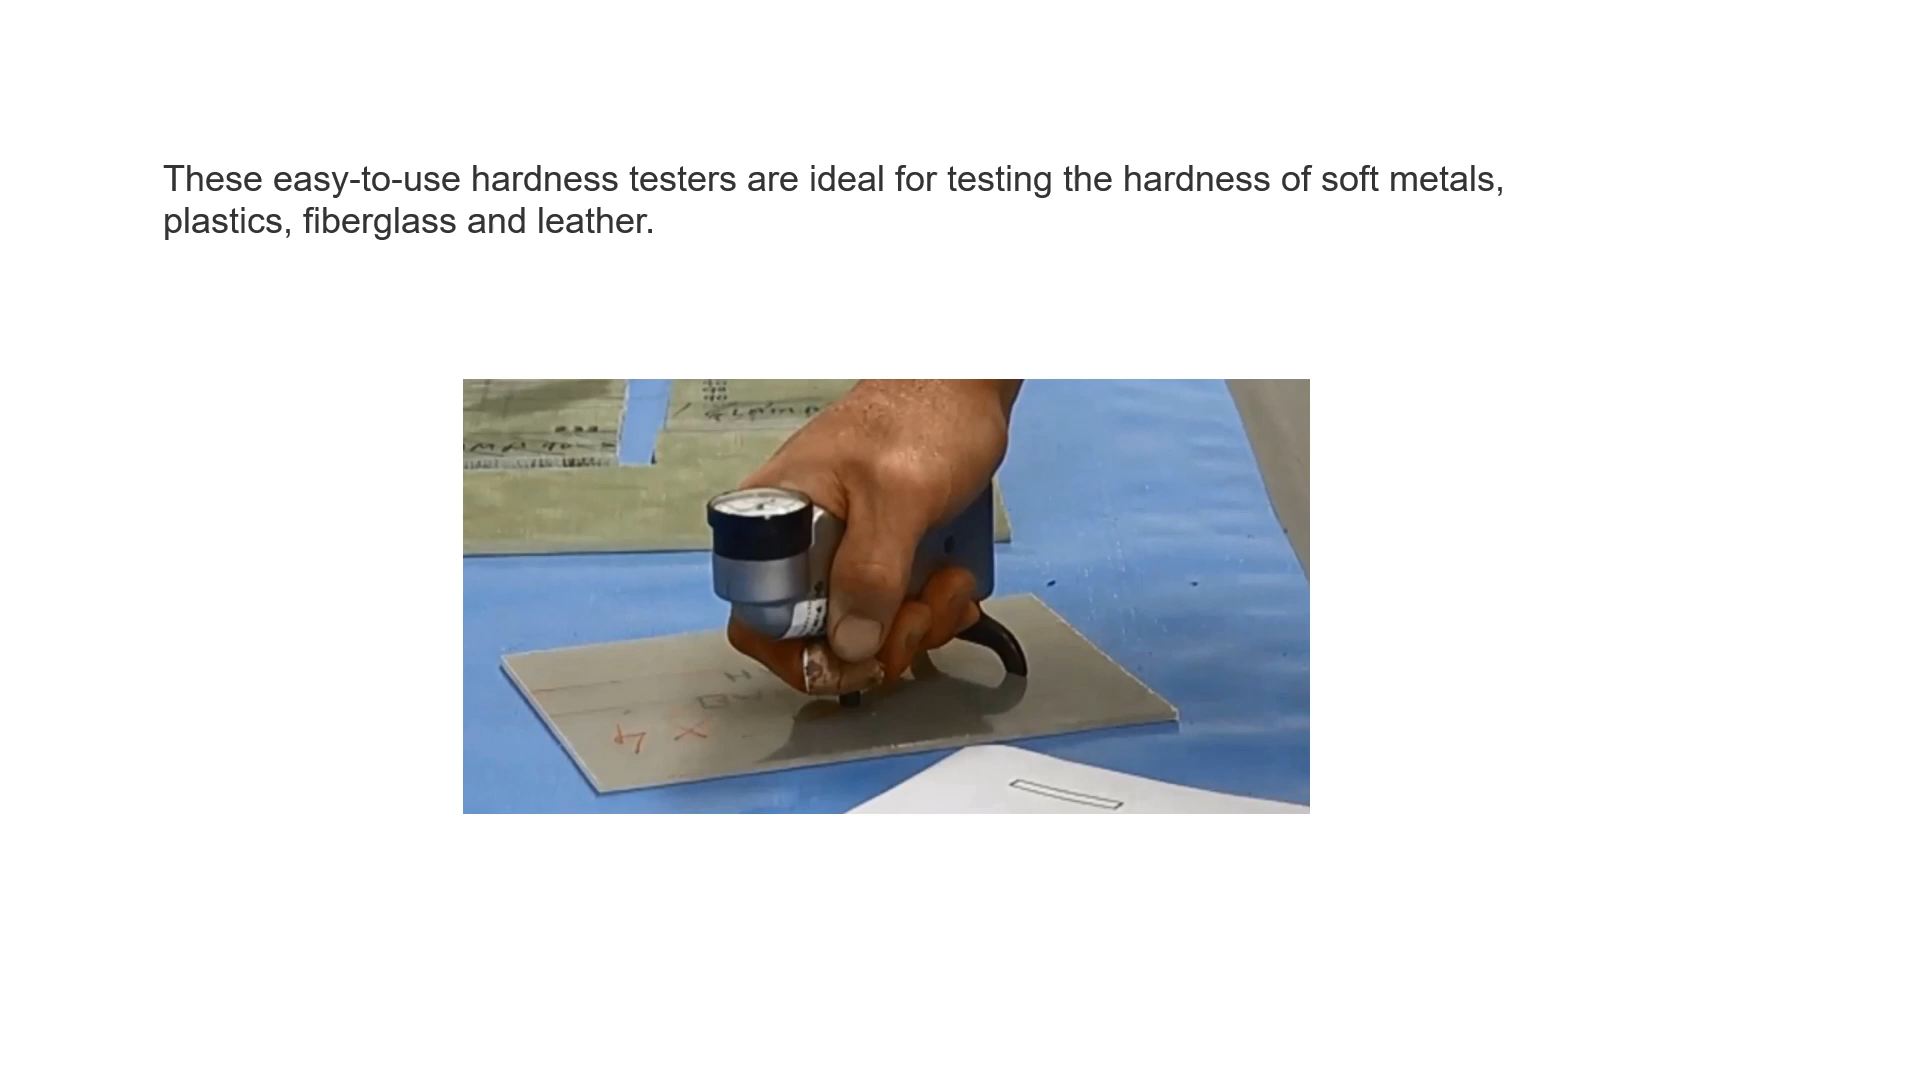 These easy-to-use hardness testers are ideal for testing the hardness of soft metals,
plastics, fiberglass and leather.